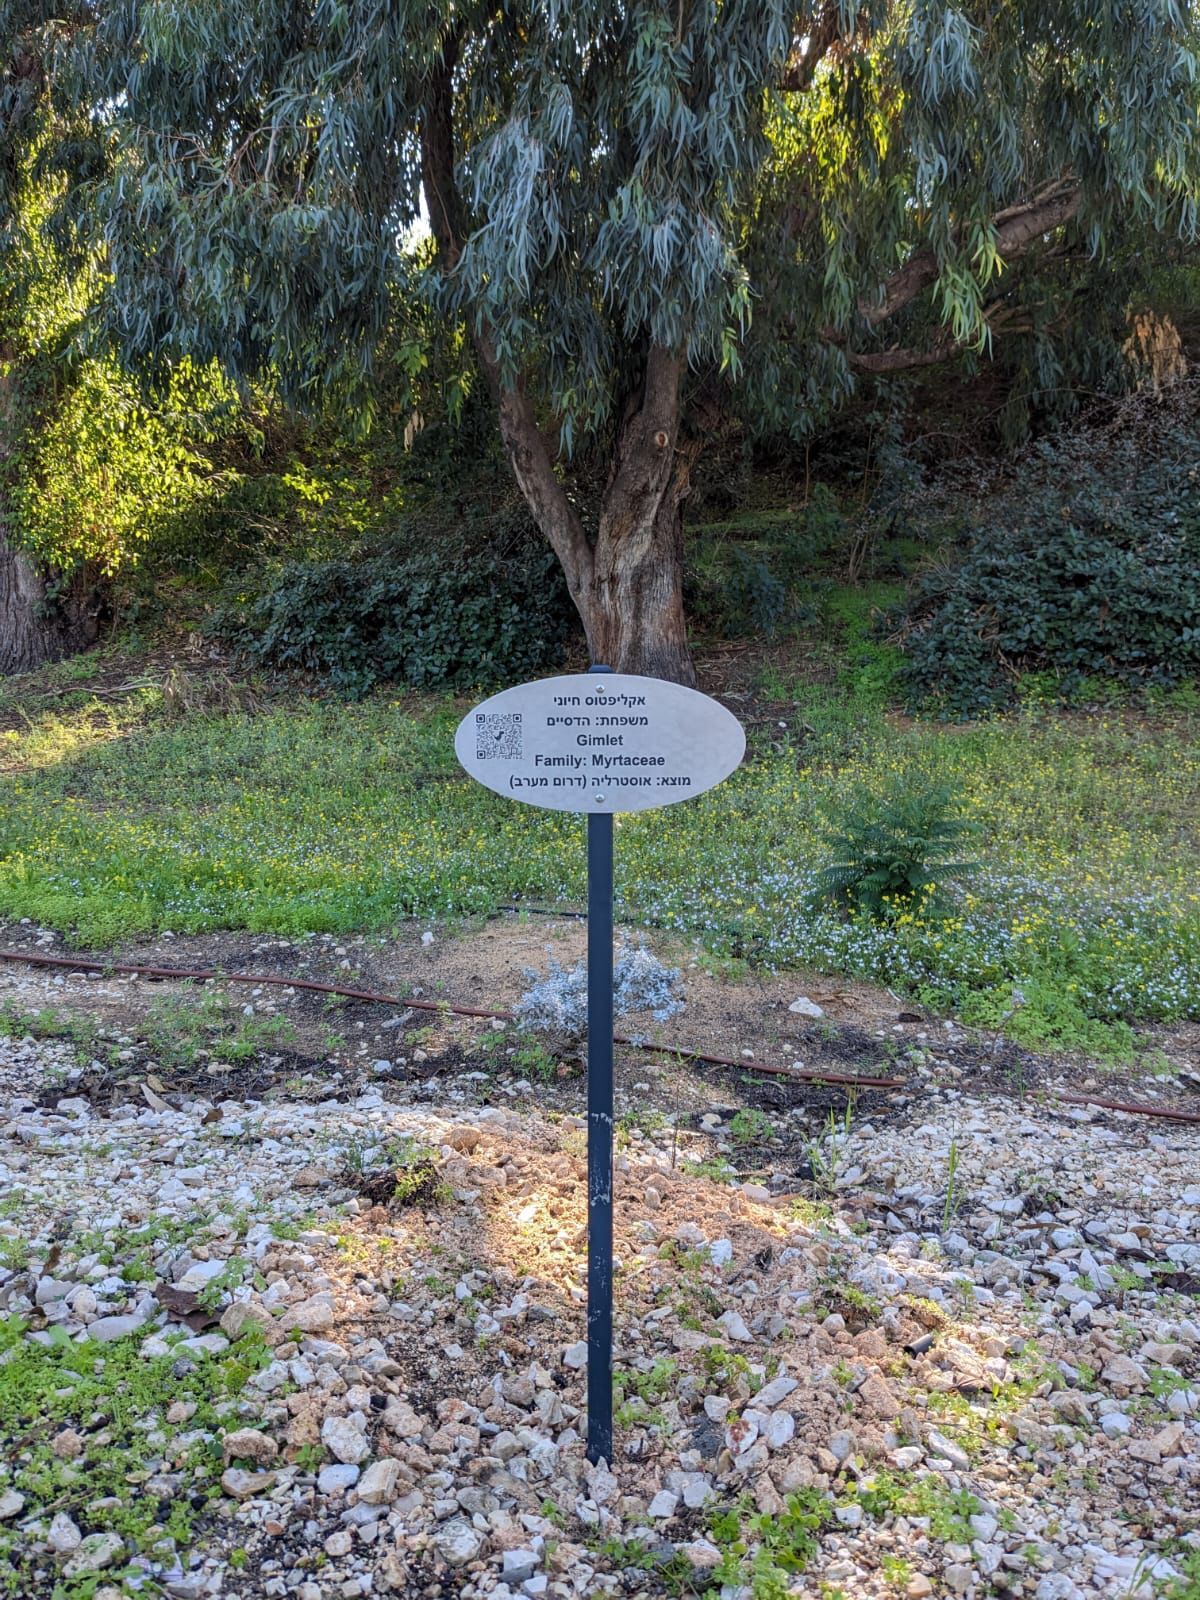 אקליפטוס חיוני
משפחת: הדסיים
Gimlet
Family: Myrtaceae
מוצא: אוסטרליה (דרום מערב)